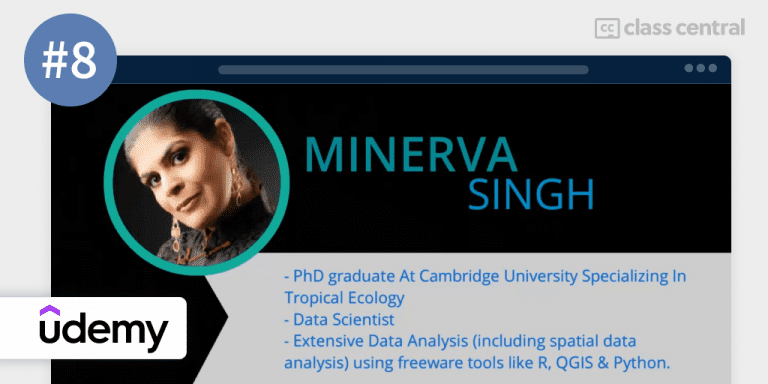 #8
cc class central
MINERVA
SINGH
- PhD graduate At Cambridge University Specializing In
Tropical Ecology
- Data Scientist
- Extensive Data Analysis (including spatial data
analysis) using freeware tools like R, QGIS & Python.
udemy